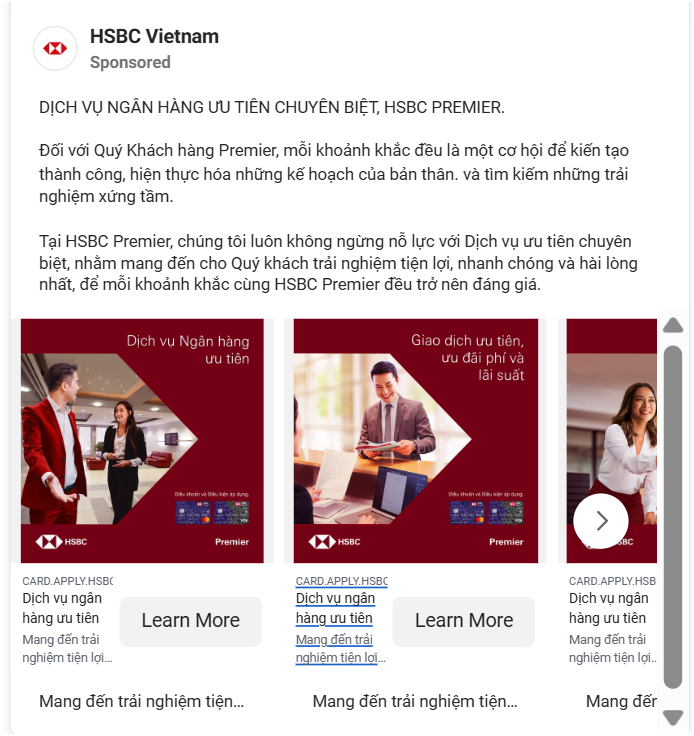 HSBC Vietnam
Sponsored
DỊCH VỤ NGÂN HÀNG ƯU TIÊN CHUYÊN BIỆT, HSBC PREMIER.
Đối với Quý Khách hàng Premier, mỗi khoảnh khắc đều là một cơ hội để kiến tạo
thành công, hiện thực hóa những kế hoạch của bản thân. và tìm kiếm những trải
nghiệm xứng tầm.
Tại HSBC Premier, chúng tôi luôn không ngừng nỗ lực với Dịch vụ ưu tiên chuyên
biệt, nhằm mang đến cho Quý khách trải nghiệm tiện lợi, nhanh chóng và hài lòng
nhất, để mỗi khoảnh khắc cùng HSBC Premier đều trở nên đáng giá.
Dịch vụ Ngân hàng
ưu tiên
Điều khoản và Điều kiện áp dụng.
HSBC
Premier
CARD.APPLY.HSBC
Dịch vụ ngân
hàng ưu tiên
Mang đến trải
nghiệm tiện lợi...
Learn More
Mang đến trải nghiệm tiện...
Giao dịch ưu tiên,
ưu đãi phí và
lãi suất
Điều khoản và Điều kiện áp dụng.
HSBC
Premier
CARD.APPLY.HSBC
Dịch vụ ngân
hàng ưu tiên
Mang đến trải
nghiệm tiện lợi...
Learn More
Mang đến trải nghiệm tiện...
SBC
CARD.APPLY.HSB
Dịch vụ ngân
hàng ưu tiên
Mang đến trải
nghiệm tiện lợi...
Mang đến